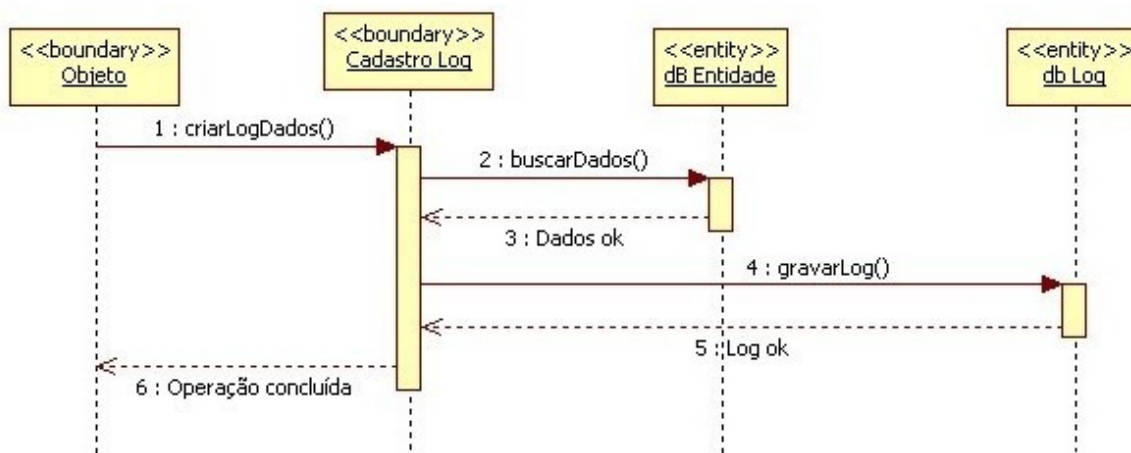 <<boundary>>
Objeto
<<boundary>>
Cadastro Log
<<entity>>
dB Entidade
<<entity>>
db Log
1 : criarLogDados()
2 : buscarDados()
3 : Dados ok
4 : gravarLog()
5 : Log ok
6 : Operação concluída